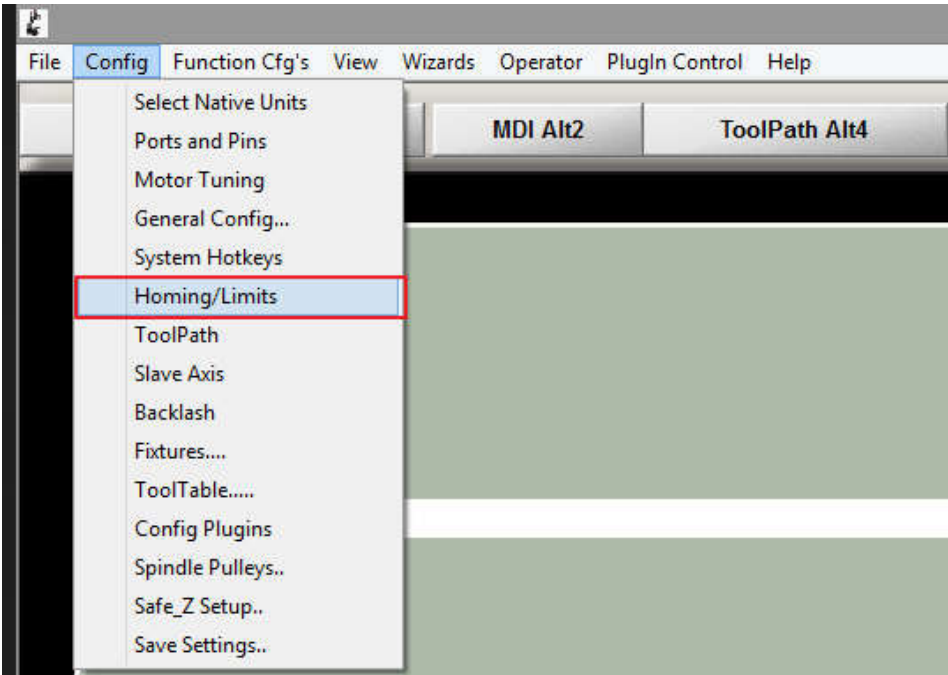 File Config Function Cfg's View Wizards Operator PlugIn Control Help
MDI Alt2 ToolPath Alt4
Select Native Units
Ports and Pins
Motor Tuning
General Config...
System Hotkeys
Homing/Limits
ToolPath
Slave Axis
Backlash
Fixtures....
ToolTable.....
Config Plugins
Spindle Pulleys..
Safe_Z Setup..
Save Settings..